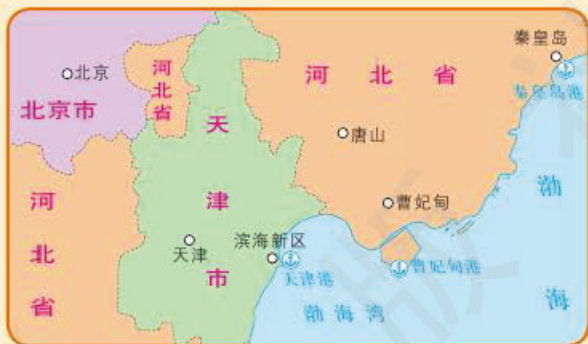 秦皇岛
北京
河北省
河北省
秦皇岛港
北京市
天津市
唐山
河北省
曹妃甸
渤海
天津
滨海新区
天津港
曹妃甸港
渤海湾
版